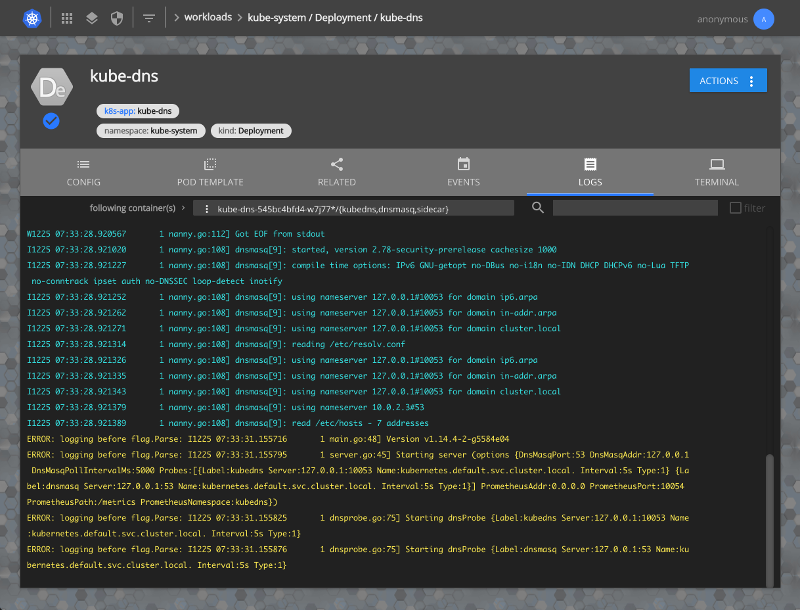 workloads > kube-system / Deployment / kube-dns
anonymous
A
De
kube-dns
ACTIONS
k8s-app: kube-dns
namespace: kube-system
kind: Deployment
CONFIG
POD TEMPLATE
RELATED
EVENTS
LOGS
TERMINAL
following container(s) >
kube-dns-545bc4bfd4-w7j77*/{kubedns,dnsmasq,sidecar}
filter
W1225 07:33:28.920567 1 nanny.go:112] Got EOF from stdout
I1225 07:33:28.921020 1 nanny.go:108] dnsmasq[9]: started, version 2.78-security-prerelease cachesize 1000
I1225 07:33:28.921227 1 nanny.go:108] dnsmasq[9]: compile time options: IPv6 GNU-getopt no-DBus no-i18n no-IDN DHCP DHCPv6 no-Lua TFTP
no-conntrack ipset auth no-DNSSEC loop-detect inotify
I1225 07:33:28.921252 1 nanny.go:108] dnsmasq[9]: using nameserver 127.0.0.1#10053 for domain ip6.arpa
I1225 07:33:28.921262 1 nanny.go:108] dnsmasq[9]: using nameserver 127.0.0.1#10053 for domain in-addr.arpa
I1225 07:33:28.921271 1 nanny.go:108] dnsmasq[9]: using nameserver 127.0.0.1#10053 for domain cluster.local
I1225 07:33:28.921314 1 nanny.go:108] dnsmasq[9]: reading /etc/resolv.conf
I1225 07:33:28.921326 1 nanny.go:108] dnsmasq[9]: using nameserver 127.0.0.1#10053 for domain ip6.arpa
I1225 07:33:28.921335 1 nanny.go:108] dnsmasq[9]: using nameserver 127.0.0.1#10053 for domain in-addr.arpa
I1225 07:33:28.921343 1 nanny.go:108] dnsmasq[9]: using nameserver 127.0.0.1#10053 for domain cluster.local
I1225 07:33:28.921379 1 nanny.go:108] dnsmasq[9]: using nameserver 10.0.2.3#53
I1225 07:33:28.921389 1 nanny.go:108] dnsmasq[9]: read /etc/hosts - 7 addresses
ERROR: logging before flag.Parse: I1225 07:33:31.155716 1 main.go:48] Version v1.14.4-2-g5584e04
ERROR: logging before flag.Parse: I1225 07:33:31.155795 1 server.go:45] Starting server (options {DnsMasqPort:53 DnsMasqAddr:127.0.0.1
DnsMasqPollIntervalMs:5000 Probes:[{Label:kubedns Server:127.0.0.1:10053 Name:kubernetes.default.svc.cluster.local. Interval:5s Type:1} {La
bel:dnsmasq Server:127.0.0.1:53 Name:kubernetes.default.svc.cluster.local. Interval:5s Type:1}] PrometheusAddr:0.0.0.0 PrometheusPort:10054
PrometheusPath:/metrics PrometheusNamespace:kubedns})
ERROR: logging before flag.Parse: I1225 07:33:31.155825 1 dnsprobe.go:75] Starting dnsProbe {Label:kubedns Server:127.0.0.1:10053 Name
:kubernetes.default.svc.cluster.local. Interval:5s Type:1}
ERROR: logging before flag.Parse: I1225 07:33:31.155876 1 dnsprobe.go:75] Starting dnsProbe {Label:dnsmasq Server:127.0.0.1:53 Name:ku
bernetes.default.svc.cluster.local. Interval:5s Type:1}